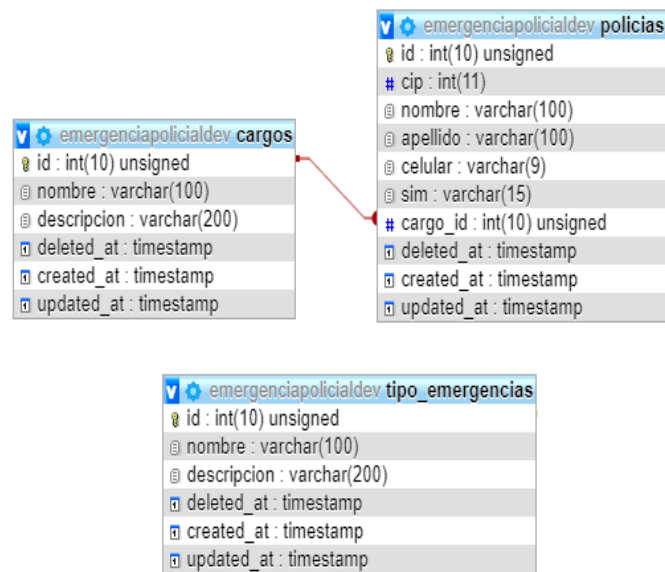 emergenciapolicialdev policias
id : int(10) unsigned
# cip : int(11)
nombre : varchar(100)
apellido : varchar(100)
celular : varchar(9)
sim : varchar(15)
# cargo_id : int(10) unsigned
deleted_at : timestamp
created_at : timestamp
updated_at : timestamp
emergenciapolicialdev cargos
id : int(10) unsigned
nombre : varchar(100)
descripcion : varchar(200)
deleted_at : timestamp
created_at : timestamp
updated_at : timestamp
emergenciapolicialdev tipo_emergencias
id : int(10) unsigned
nombre : varchar(100)
descripcion : varchar(200)
deleted_at : timestamp
created_at : timestamp
updated_at : timestamp